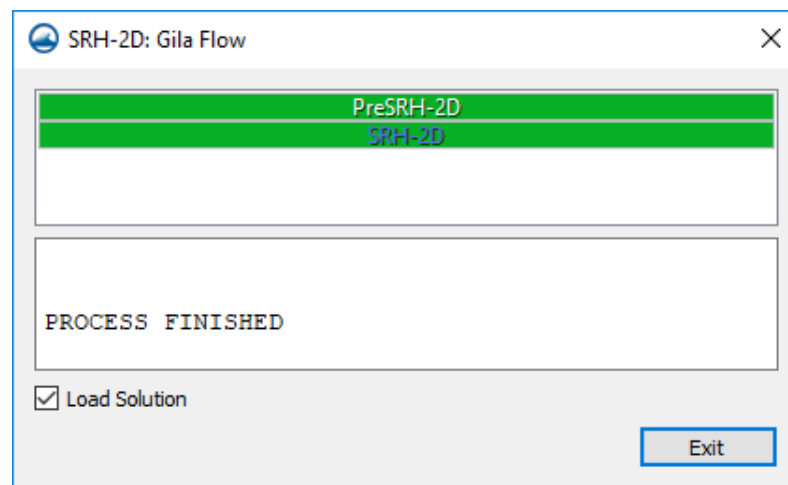 SRH-2D: Gila Flow
PreSRH-2D
SRH-2D
PROCESS FINISHED
Load Solution
Exit